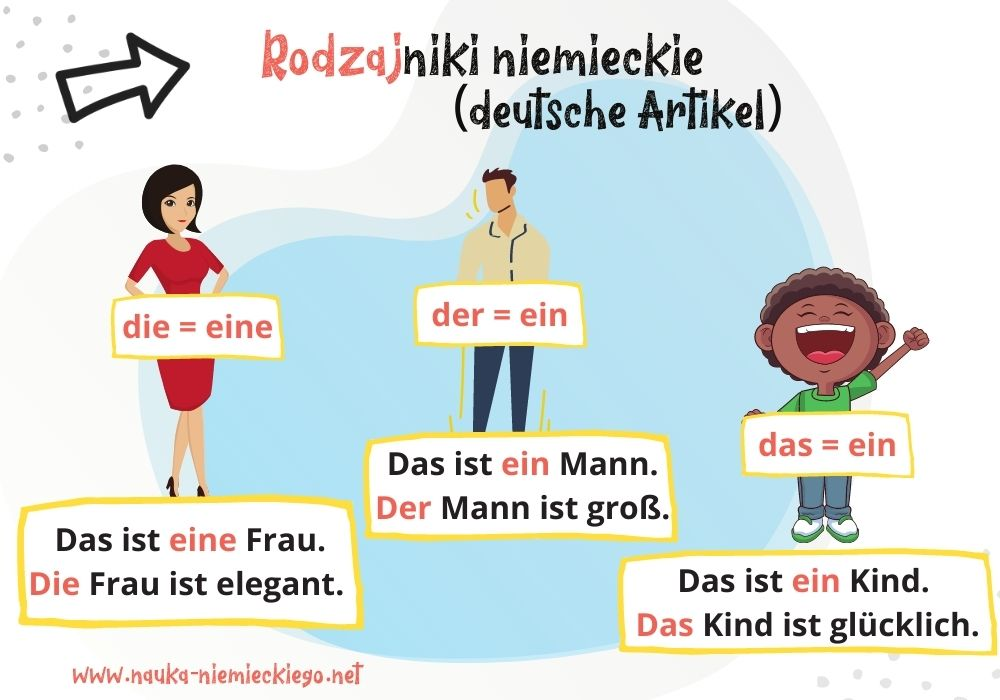 Rodzajniki niemieckie
(deutsche Artikel)
die = eine
Das ist eine Frau.
Die Frau ist elegant.
der = ein
Das ist ein Mann.
Der Mann ist groß.
das = ein
Das ist ein Kind.
Das Kind ist glücklich.
www.nauka-niemieckiego.net